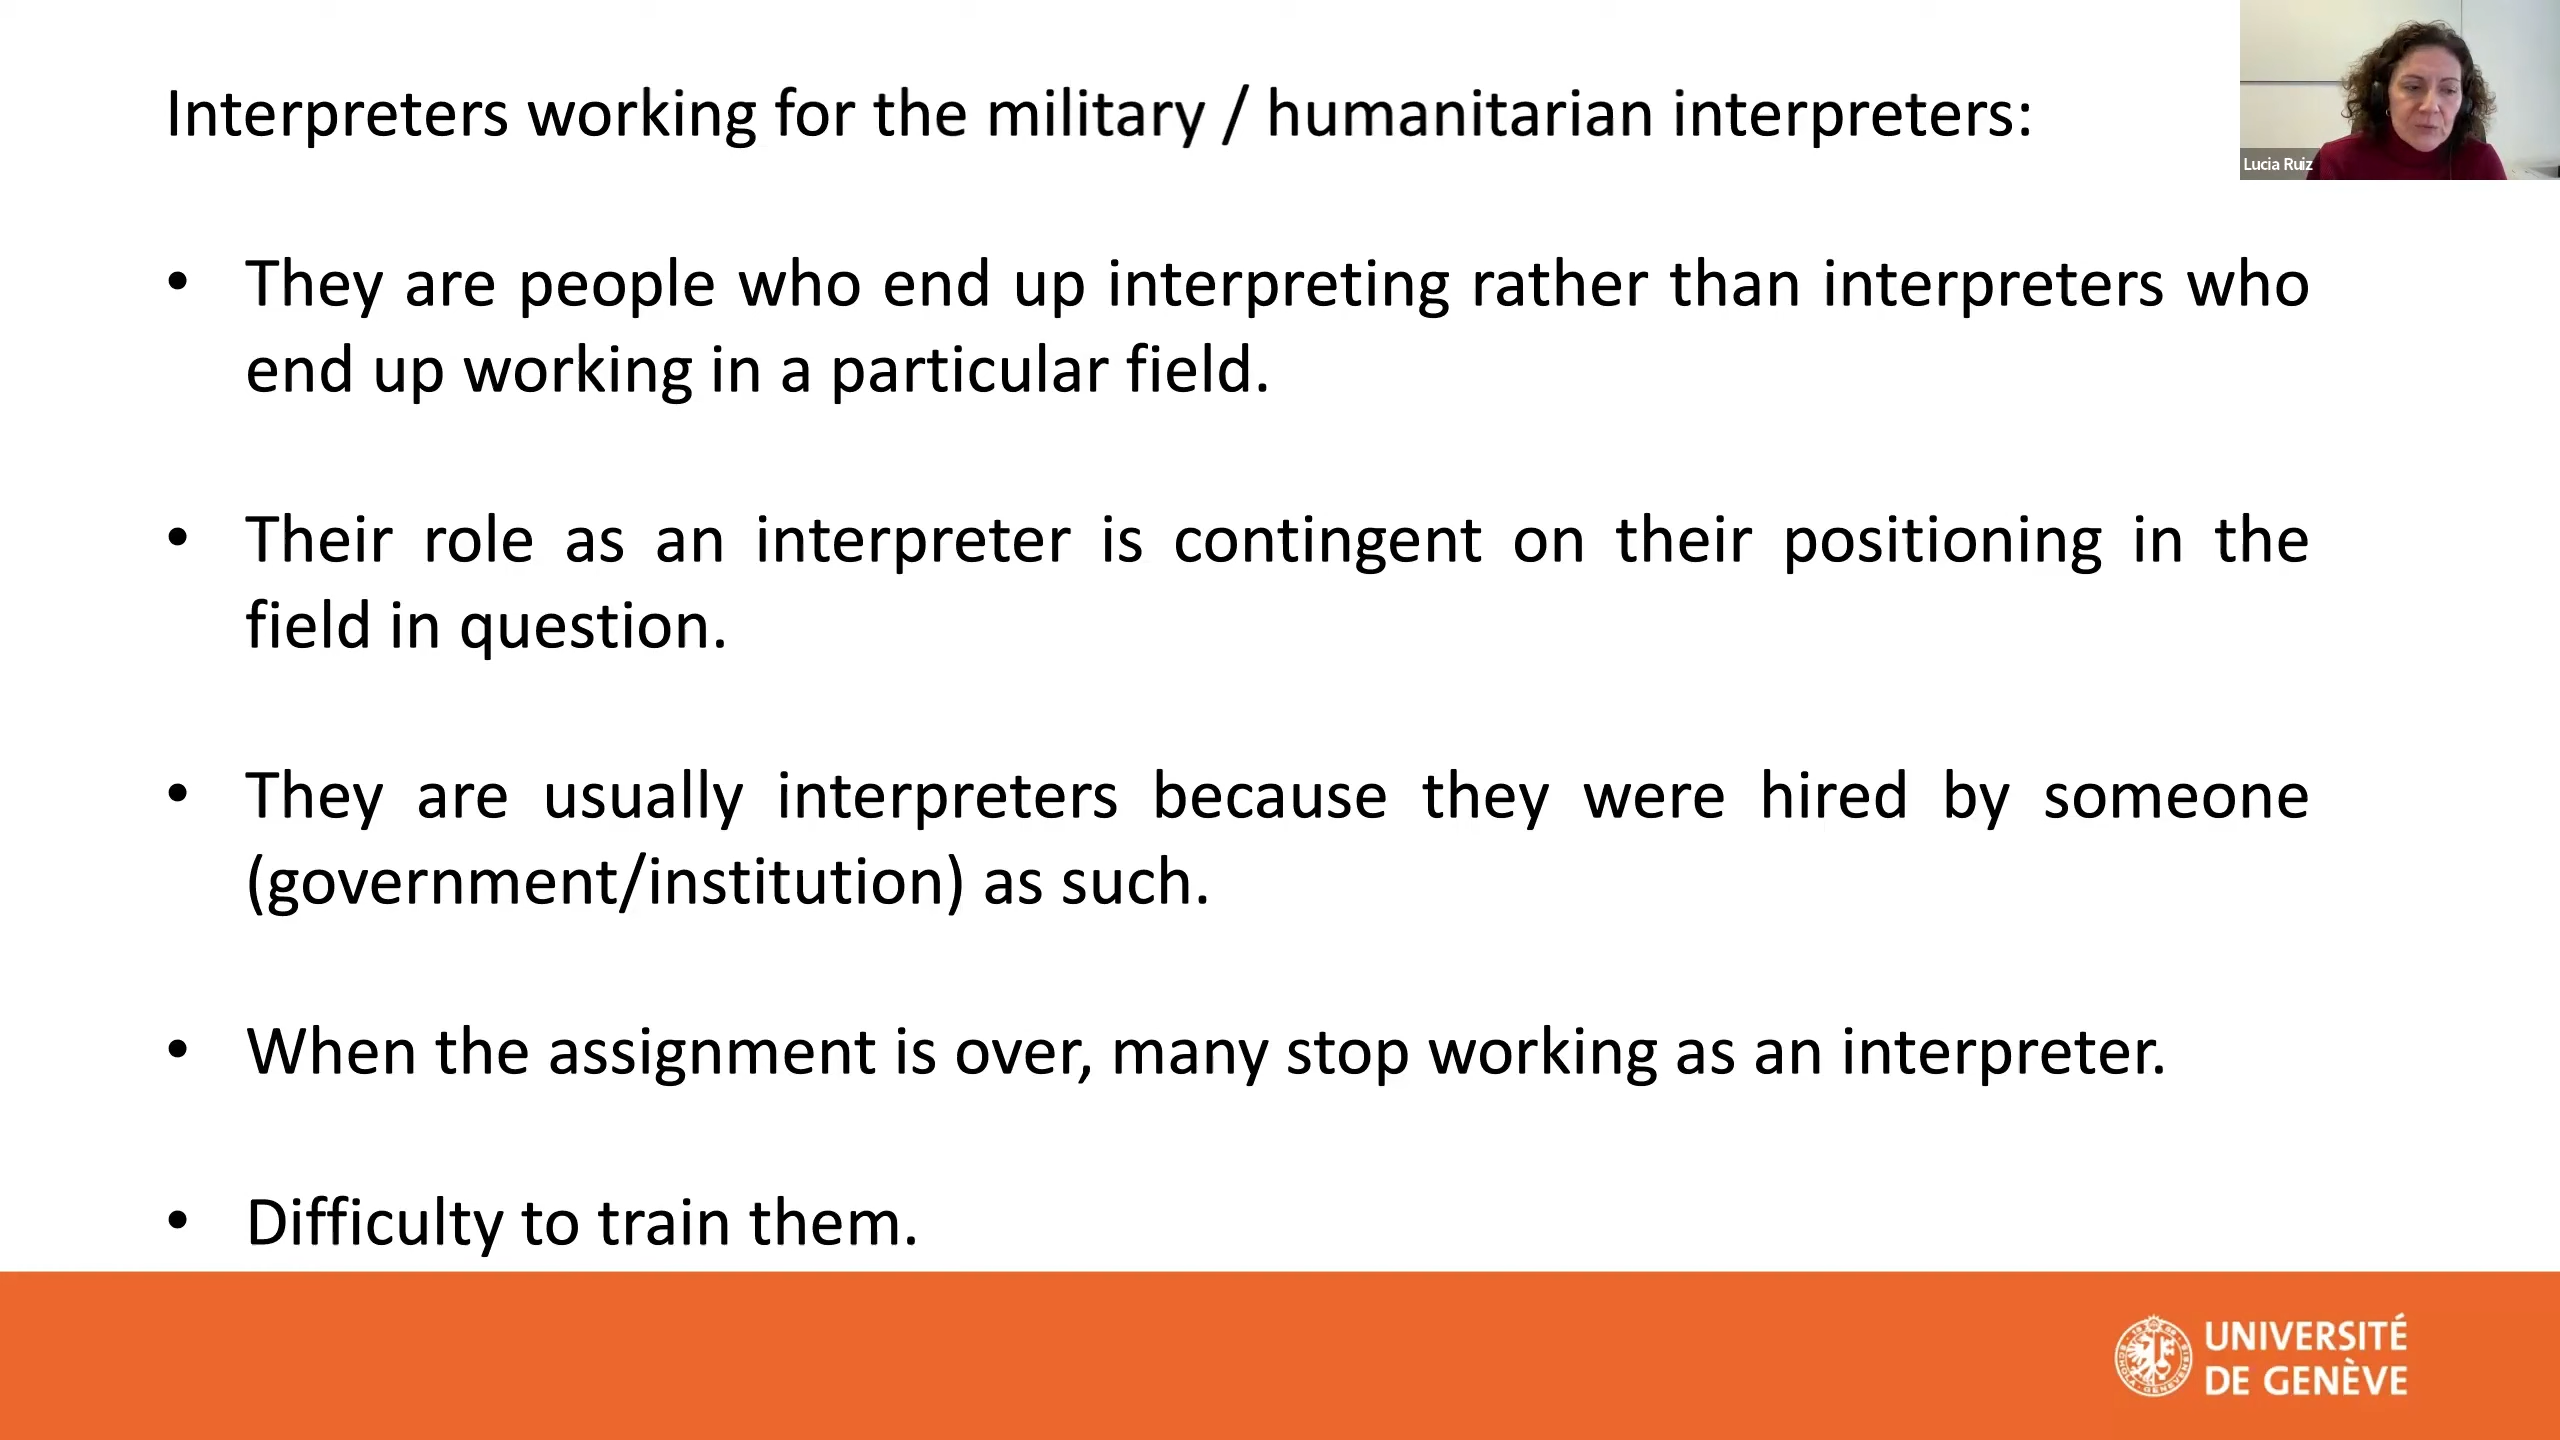 Interpreters working for the military / humanitarian interpreters:
Lucia Ruiz
• They are people who end up interpreting rather than interpreters who
end up working in a particular field.
• Their role as an interpreter is contingent on their positioning in the
field in question.
• They are usually interpreters because they were hired by someone
(government/institution) as such.
• When the assignment is over, many stop working as an interpreter.
• Difficulty to train them.
UNIVERSITÉ
DE GENÈVE